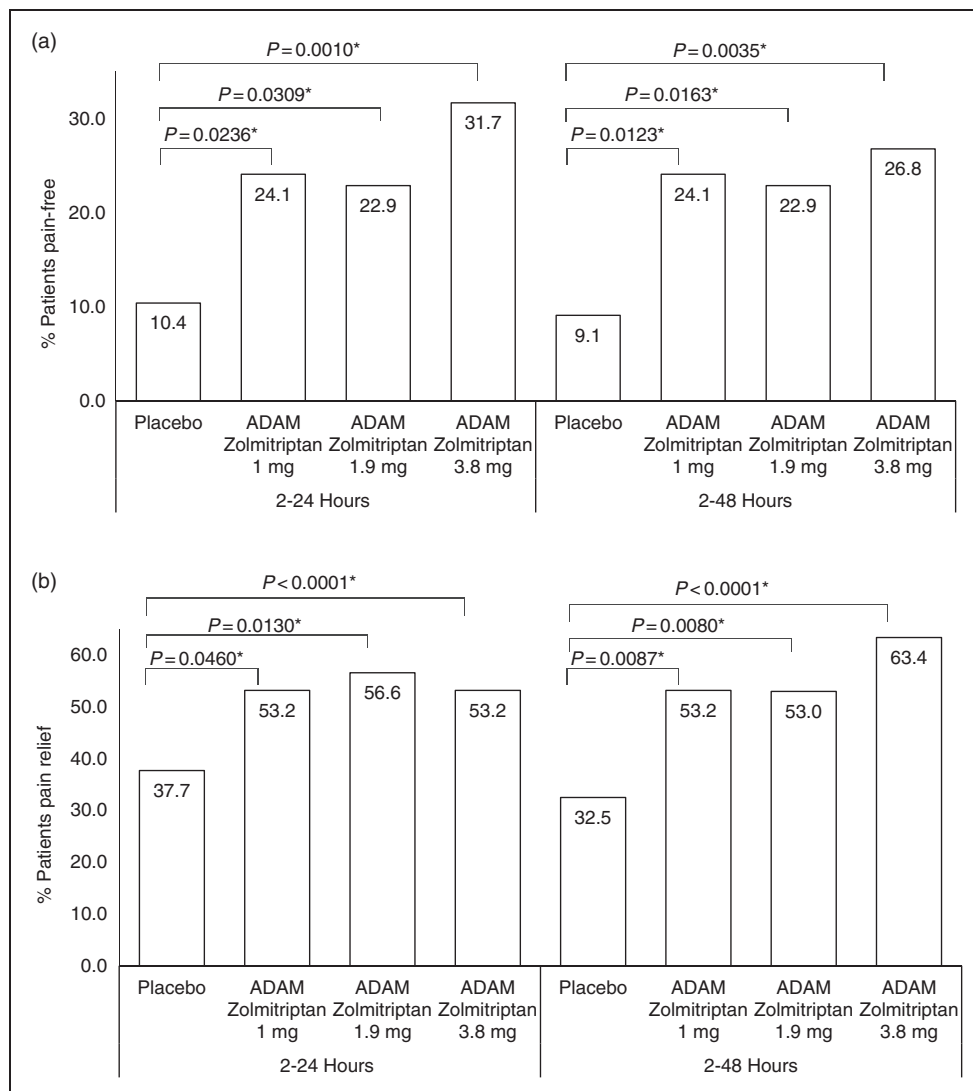 (a)
P=0.0010*
P=0.0035*
P=0.0309*
P=0.0163*
P=0.0236*
P=0.0123*
% Patients pain-free
30.0
20.0
10.0
0.0
10.4
24.1
22.9
31.7
9.1
24.1
22.9
26.8
Placebo
ADAM
Zolmitriptan
1 mg
ADAM
Zolmitriptan
1.9 mg
ADAM
Zolmitriptan
3.8 mg
Placebo
ADAM
Zolmitriptan
1 mg
ADAM
Zolmitriptan
1.9 mg
ADAM
Zolmitriptan
3.8 mg
2-24 Hours
2-48 Hours
(b)
P<0.0001*
P<0.0001*
P=0.0130*
P=0.0080*
P=0.0460*
P=0.0087*
% Patients pain relief
60.0
50.0
40.0
30.0
20.0
10.0
0.0
37.7
53.2
56.6
53.2
32.5
53.2
53.0
63.4
Placebo
ADAM
Zolmitriptan
1 mg
ADAM
Zolmitriptan
1.9 mg
ADAM
Zolmitriptan
3.8 mg
Placebo
ADAM
Zolmitriptan
1 mg
ADAM
Zolmitriptan
1.9 mg
ADAM
Zolmitriptan
3.8 mg
2-24 Hours
2-48 Hours